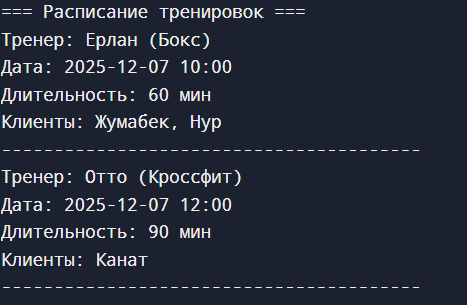 === Расписание тренировок ===
Тренер: Ерлан (Бокс)
Дата: 2025-12-07 10:00
Длительность: 60 мин
Клиенты: Жумабек, Нур
----------------------------------------
Тренер: Отто (Кроссфит)
Дата: 2025-12-07 12:00
Длительность: 90 мин
Клиенты: Канат
----------------------------------------